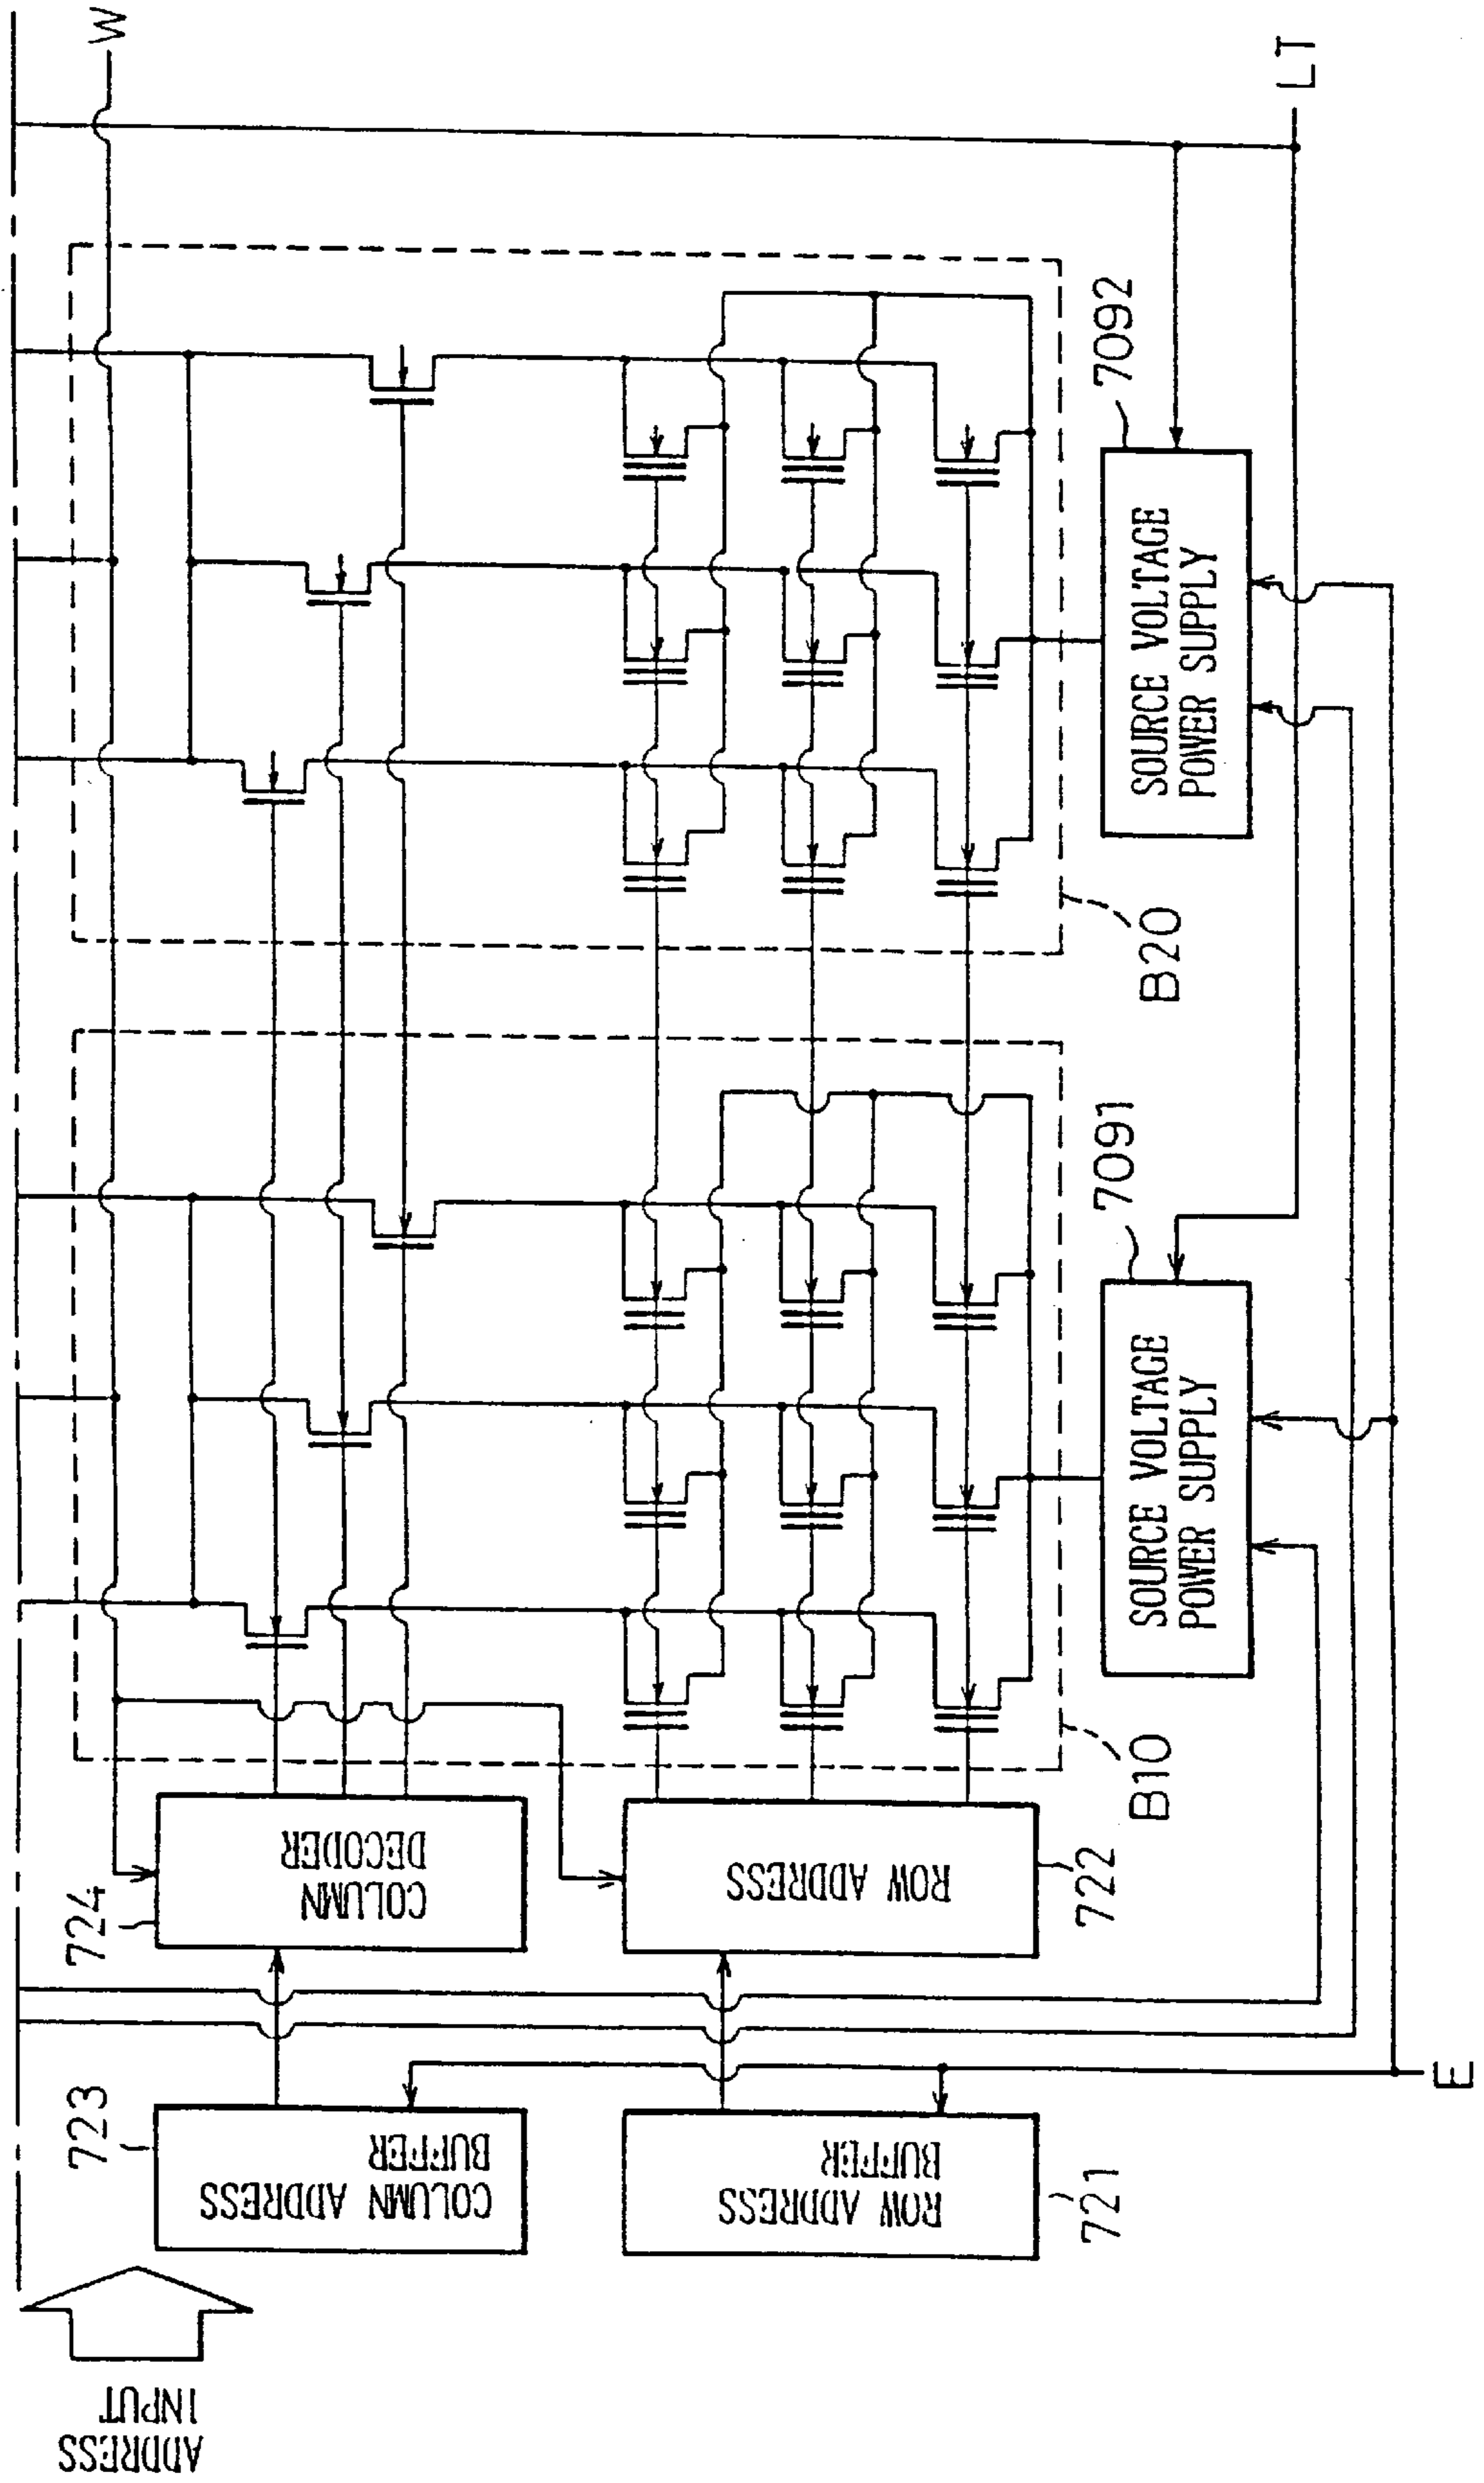 ADDRESS
INPUT
723
COLUMN ADDRESS
BUFFER
724
COLUMN
DECODER
W
721
ROW ADDRESS
BUFFER
722
ROW ADDRESS
B10
B20
7091
SOURCE VOLTAGE
POWER SUPPLY
7092
SOURCE VOLTAGE
POWER SUPPLY
LT
E